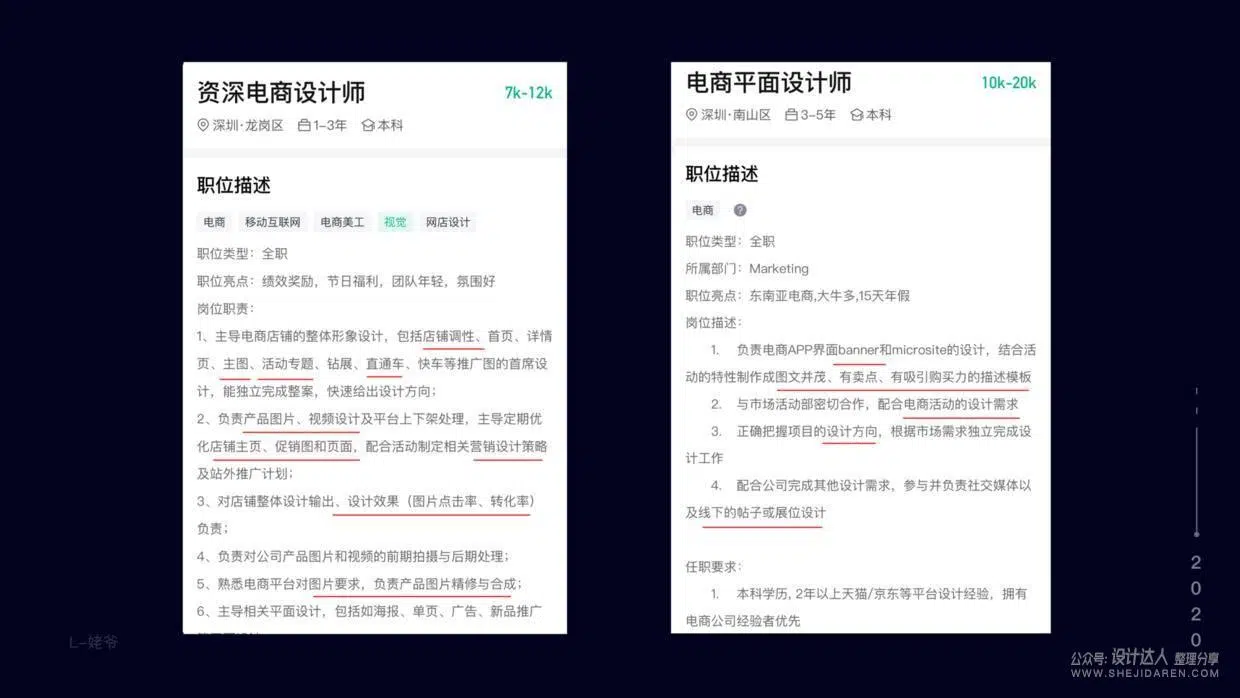 资深电商设计师
7k-12k
深圳·龙岗区 1-3年 本科
职位描述
电商 移动互联网 电商美工 视觉 网店设计
职位类型：全职
职位亮点：绩效奖励，节日福利，团队年轻，氛围好
岗位职责：
1、主导电商店铺的整体形象设计，包括店铺调性、首页、详情
页、主图、活动专题、钻展、直通车、快车等推广图的首席设
计，能独立完成整案，快速给出设计方向；
2、负责产品图片、视频设计及平台上下架处理，主导定期优
化店铺主页、促销图和页面，配合活动制定相关营销设计策略
及站外推广计划；
3、对店铺整体设计输出、设计效果（图片点击率、转化率）
负责；
4、负责对公司产品图片和视频的前期拍摄与后期处理；
5、熟悉电商平台对图片要求，负责产品图片精修与合成；
6、主导相关平面设计，包括如海报、单页、广告、新品推广
电商平面设计师
10k-20k
深圳·南山区 3-5年 本科
职位描述
电商 ?
职位类型：全职
所属部门：Marketing
职位亮点：东南亚电商,大牛多,15天年假
岗位描述：
1. 负责电商APP界面banner和microsite的设计，结合活
动的特性制作成图文并茂、有卖点、有吸引购买力的描述模板
2. 与市场活动部密切合作，配合电商活动的设计需求
3. 正确把握项目的设计方向，根据市场需求独立完成设
计工作
4. 配合公司完成其他设计需求，参与并负责社交媒体以
及线下的帖子或展位设计
任职要求：
1. 本科学历, 2年以上天猫/京东等平台设计经验，拥有
电商公司经验者优先
2
0
2
0
L-姥爷
公众号: 设计达人 整理分享
WWW.SHEJIDAREN.COM